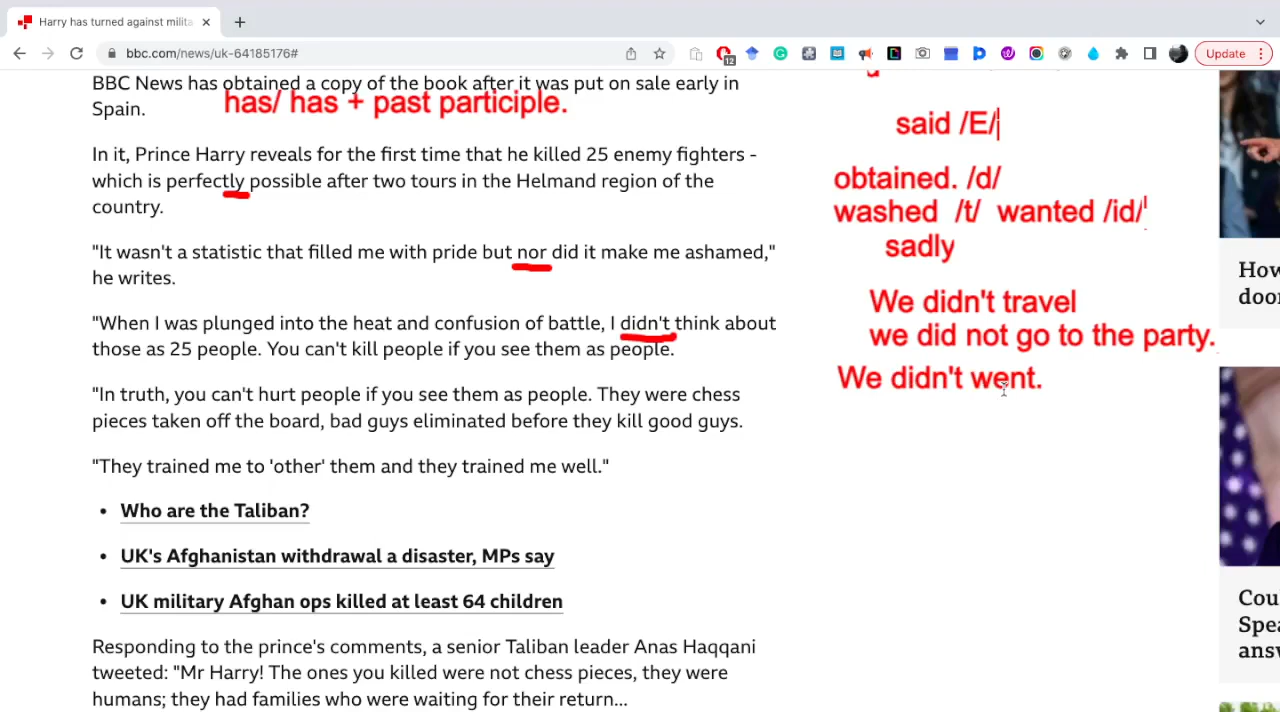 Harry has turned against milita
bbc.com/news/uk-64185176#
12
Update
BBC News has obtained a copy of the book after it was put on sale early in
Spain.
has/ has + past participle.
In it, Prince Harry reveals for the first time that he killed 25 enemy fighters -
which is perfectly possible after two tours in the Helmand region of the
country.
"It wasn't a statistic that filled me with pride but nor did it make me ashamed,"
he writes.
"When I was plunged into the heat and confusion of battle, I didn't think about
those as 25 people. You can't kill people if you see them as people.
"In truth, you can't hurt people if you see them as people. They were chess
pieces taken off the board, bad guys eliminated before they kill good guys.
"They trained me to 'other' them and they trained me well."
• Who are the Taliban?
• UK's Afghanistan withdrawal a disaster, MPs say
• UK military Afghan ops killed at least 64 children
Responding to the prince's comments, a senior Taliban leader Anas Haqqani
tweeted: "Mr Harry! The ones you killed were not chess pieces, they were
humans; they had families who were waiting for their return...
said /E/
obtained. /d/
washed /t/ wanted /id/
sadly
We didn't travel
we did not go to the party.
We didn't went.
How
door
Cou
Spea
answ